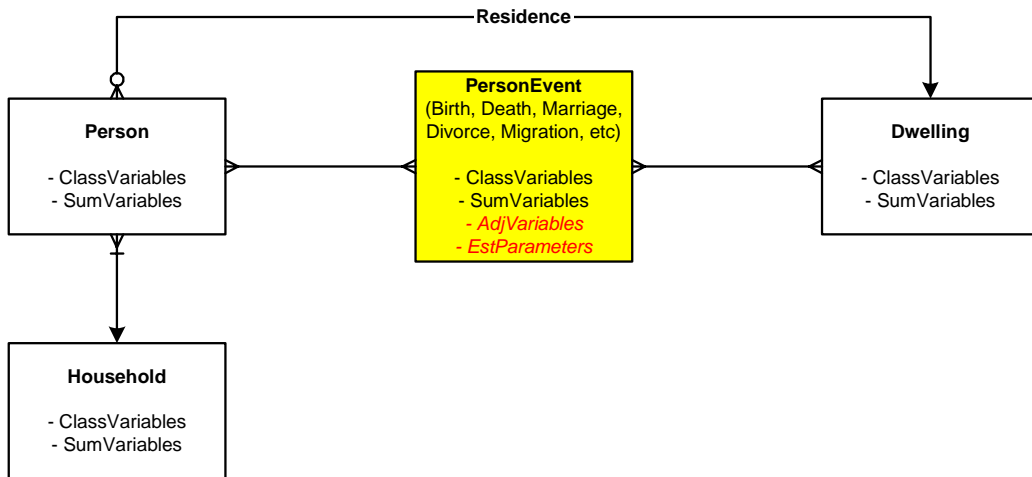 Residence
Person
- ClassVariables
- SumVariables
PersonEvent
(Birth, Death, Marriage,
Divorce, Migration, etc)
- ClassVariables
- SumVariables
- AdjVariables
- EstParameters
Dwelling
- ClassVariables
- SumVariables
Household
- ClassVariables
- SumVariables